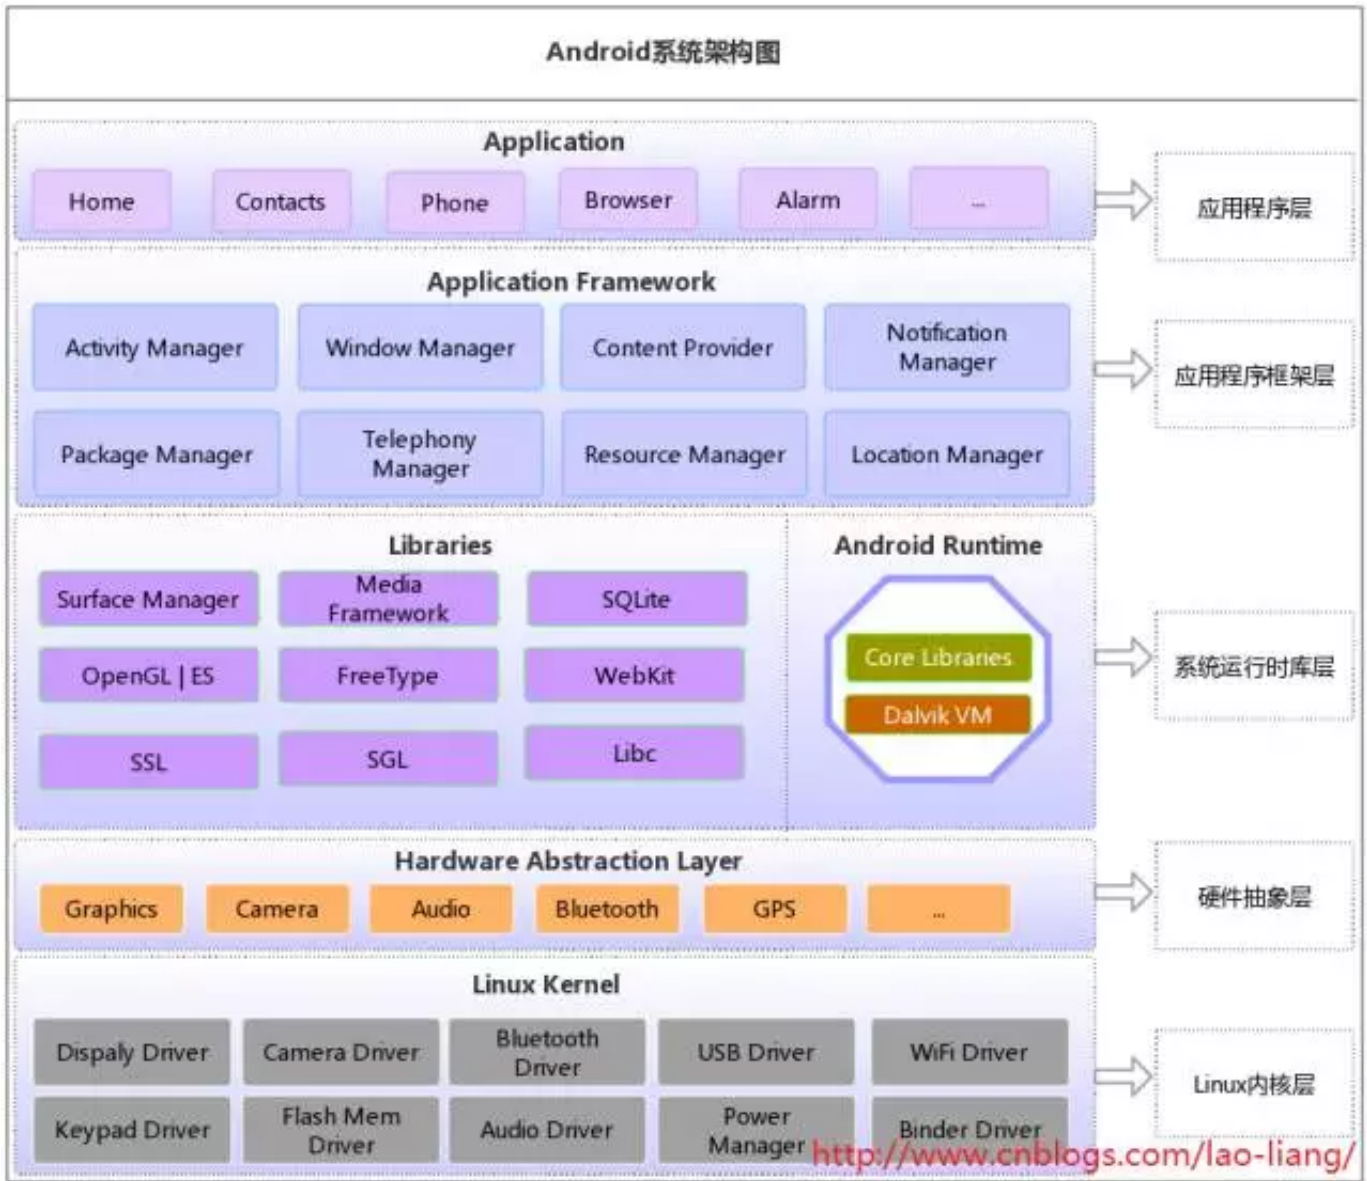 Android系统架构图
Application
Home
Contacts
Phone
Browser
Alarm
...
应用程序层
Application Framework
Activity Manager
Window Manager
Content Provider
Notification
Manager
Package Manager
Telephony
Manager
Resource Manager
Location Manager
应用程序框架层
Libraries
Surface Manager
Media
Framework
SQLite
OpenGL | ES
FreeType
WebKit
SSL
SGL
Libc
Android Runtime
Core Libraries
Dalvik VM
系统运行时库层
Hardware Abstraction Layer
Graphics
Camera
Audio
Bluetooth
GPS
...
硬件抽象层
Linux Kernel
Dispaly Driver
Camera Driver
Bluetooth
Driver
USB Driver
WiFi Driver
Keypad Driver
Flash Mem
Driver
Audio Driver
Power
Manager
Binder Driver
Linux内核层
http://www.cnblogs.com/lao-liang/